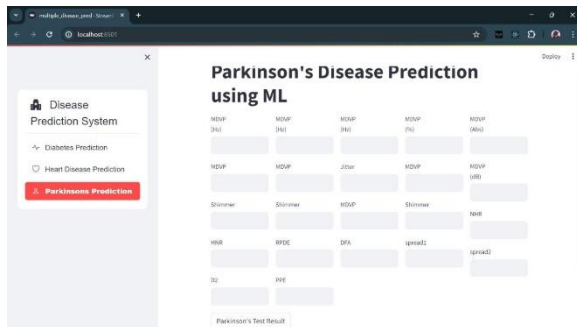 multiple_disease_pred · Streaml
localhost:8501
Deploy
Disease
Prediction System
Diabetes Prediction
Heart Disease Prediction
Parkinsons Prediction
Parkinson's Disease Prediction
using ML
MDVP MDVP MDVP MDVP MDVP
(Hz) (Hz) (Hz) (%) (Abs)
MDVP MDVP Jitter MDVP MDVP
(dB)
Shimmer Shimmer MDVP Shimmer
NHR
HNR RPDE DFA spread1
spread2
D2 PPE
Parkinson's Test Result